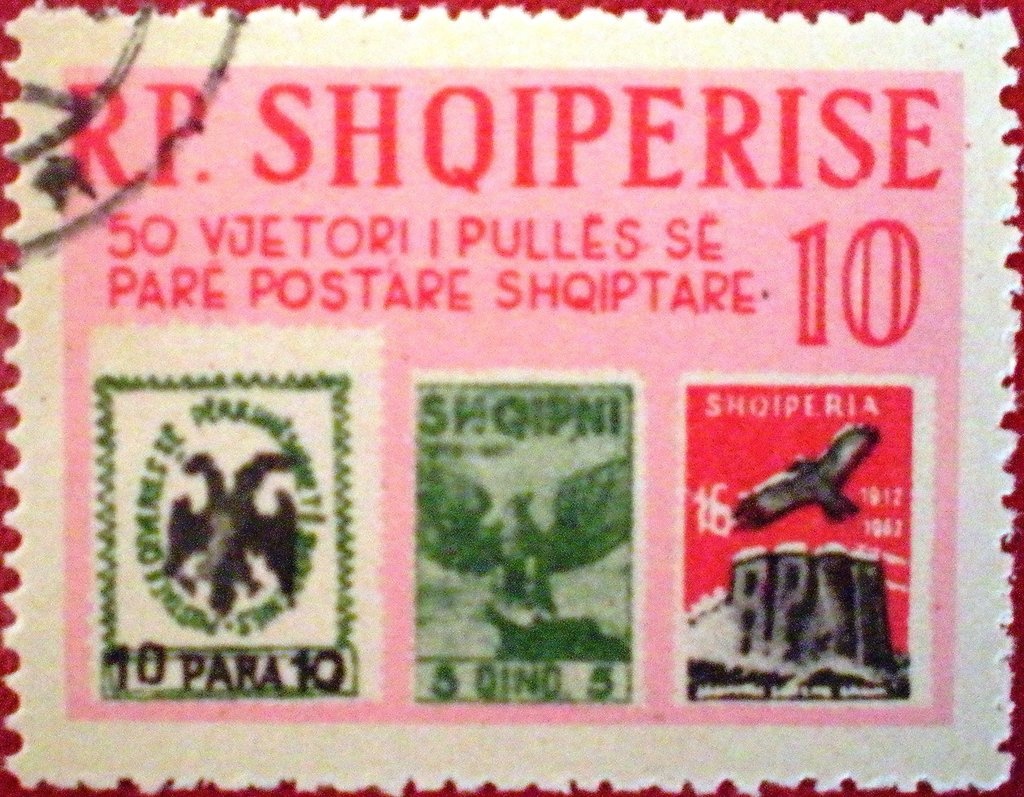 RP. SHQIPERISE
50 VJETORI I PULLËS SË
PARË POSTARE SHQIPTARE.
10
10 PARA 10
SHQIPNI
5 QIND. 5
SHQIPERIA
16
1912
1962